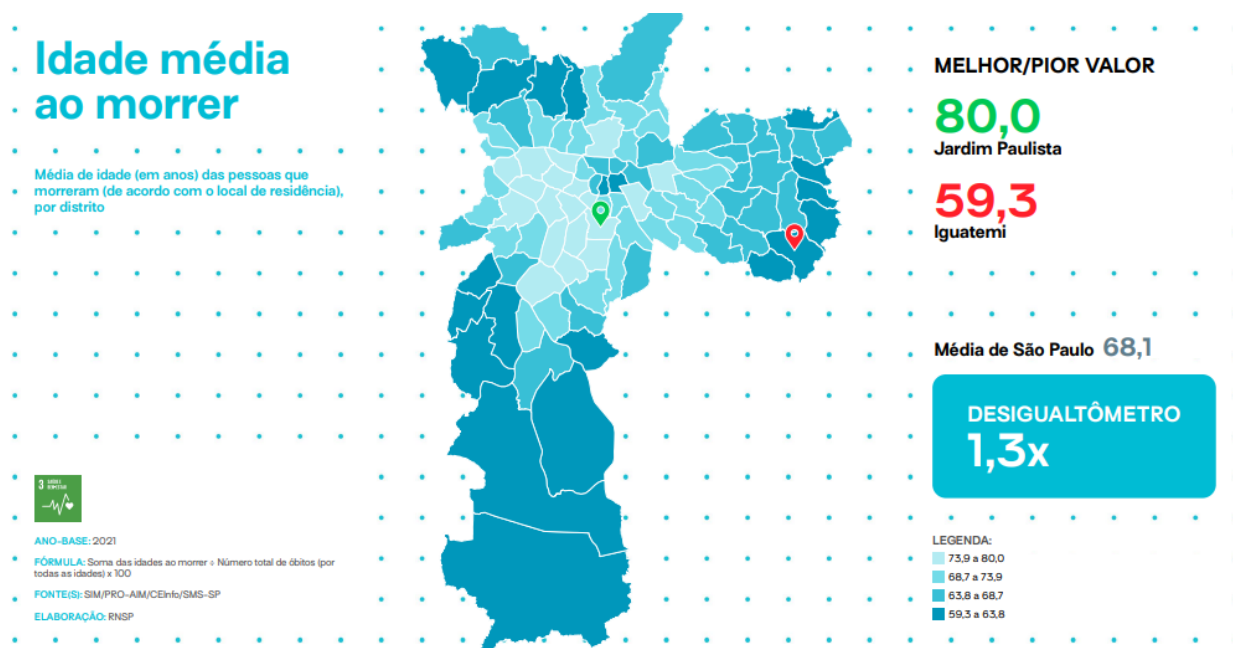 Idade média
ao morrer
Média de idade (em anos) das pessoas que
morreram (de acordo com o local de residência),
por distrito
3 SAÚDE E
BEM-ESTAR
ANO-BASE: 2021
FÓRMULA: Soma das idades ao morrer ÷ Número total de óbitos (por
todas as idades) x 100
FONTE(S): SIM/PRO-AIM/CEInfo/SMS-SP
ELABORAÇÃO: RNSP
MELHOR/PIOR VALOR
80,0
Jardim Paulista
59,3
Iguatemi
Média de São Paulo 68,1
DESIGUALTÔMETRO
1,3x
LEGENDA:
73,9 a 80,0
68,7 a 73,9
63,8 a 68,7
59,3 a 63,8